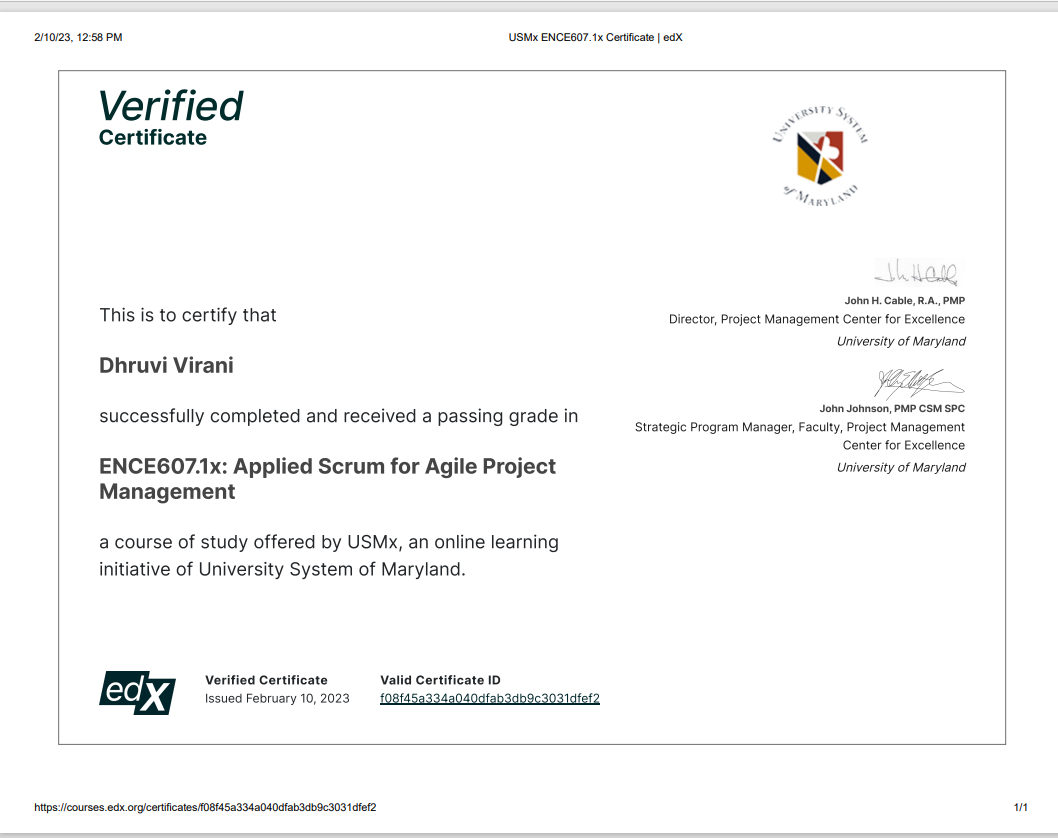 2/10/23, 12:58 PM
USMx ENCE607.1x Certificate | edX
Verified
Certificate
UNIVERSITY SYSTEM
of MARYLAND
This is to certify that
Dhruvi Virani
successfully completed and received a passing grade in
ENCE607.1x: Applied Scrum for Agile Project
Management
a course of study offered by USMx, an online learning
initiative of University System of Maryland.
John H. Cable, R.A., PMP
Director, Project Management Center for Excellence
University of Maryland
John Johnson, PMP CSM SPC
Strategic Program Manager, Faculty, Project Management
Center for Excellence
University of Maryland
edX
Verified Certificate
Issued February 10, 2023
Valid Certificate ID
f08f45a334a040dfab3db9c3031dfef2
https://courses.edx.org/certificates/f08f45a334a040dfab3db9c3031dfef2
1/1